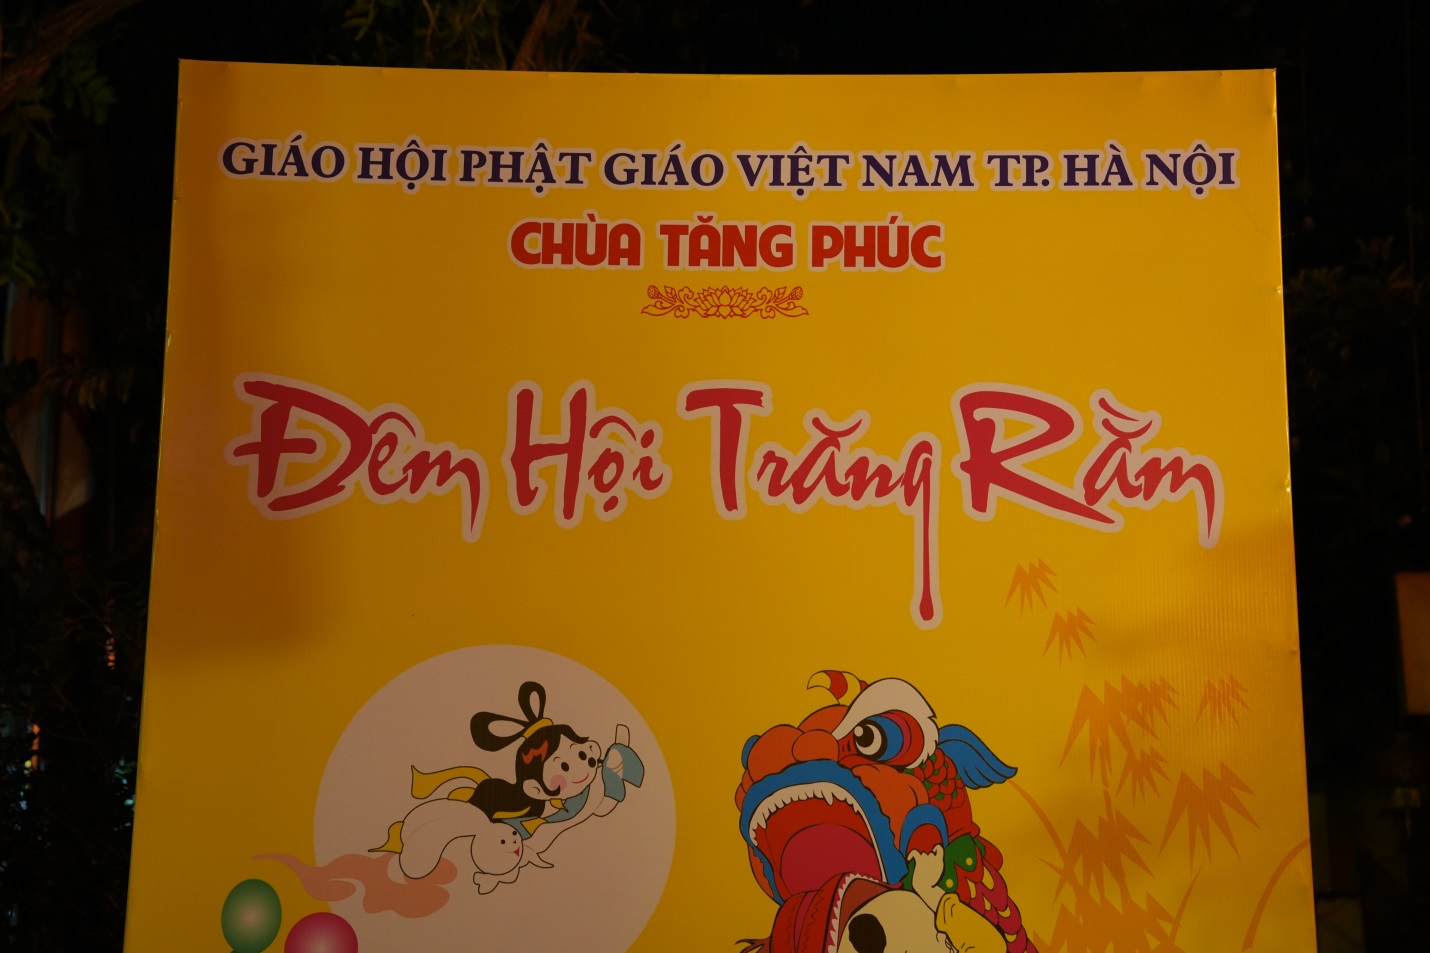 GIÁO HỘI PHẬT GIÁO VIỆT NAM TP. HÀ NỘI
CHÙA TĂNG PHÚC
Đêm Hội Trăng Rằm